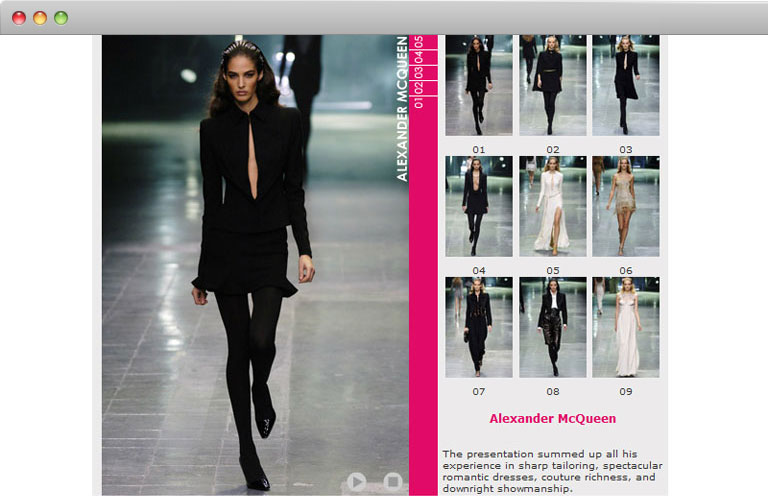 ALEXANDER MCQUEEN
01 02 03 04 05
01 02 03
04 05 06
07 08 09
Alexander McQueen
The presentation summed up all his
experience in sharp tailoring, spectacular
romantic dresses, couture richness, and
downright showmanship.